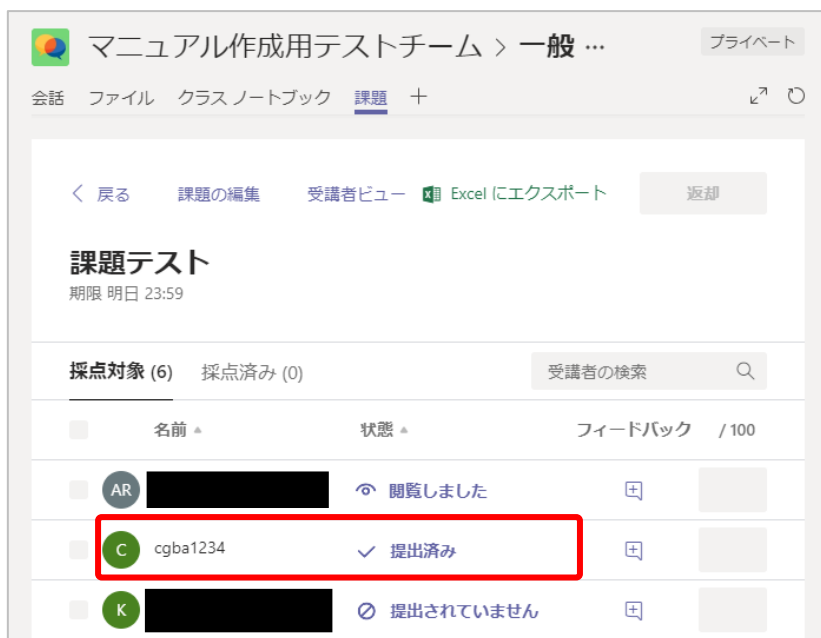 マニュアル作成用テストチーム > 一般 … プライベート
会話 ファイル クラス ノートブック 課題 +
< 戻る 課題の編集 受講者ビュー Excel にエクスポート 返却
課題テスト
期限 明日 23:59
採点対象 (6) 採点済み (0) 受講者の検索
名前 状態 フィードバック / 100
AR 閲覧しました
C cgba1234 提出済み
K 提出されていません